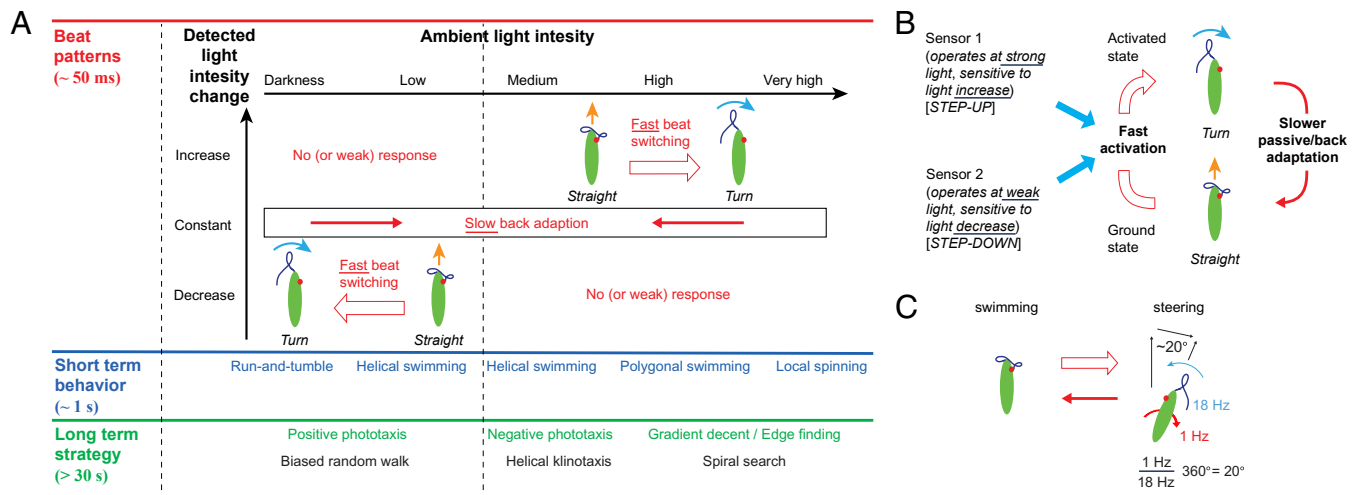 A
Beat
patterns
(~ 50 ms)
Detected
light
intesity
change
Ambient light intesity
Darkness
Low
Medium
High
Very high
Increase
No (or weak) response
Straight
Fast beat
switching
Turn
Constant
Slow back adaption
Decrease
Turn
Fast beat
switching
Straight
No (or weak) response
Short term
behavior
(~ 1 s)
Run-and-tumble
Helical swimming
Helical swimming
Polygonal swimming
Local spinning
Long term
strategy
(> 30 s)
Positive phototaxis
Negative phototaxis
Gradient decent / Edge finding
Biased random walk
Helical klinotaxis
Spiral search
B
Sensor 1
(operates at strong
light, sensitive to
light increase)
[STEP-UP]
Sensor 2
(operates at weak
light, sensitive to
light decrease)
[STEP-DOWN]
Activated
state
Fast
activation
Ground
state
Turn
Straight
Slower
passive/back
adaptation
C
swimming
steering
~20°
18 Hz
1 Hz
1 Hz
18 Hz
360°= 20°